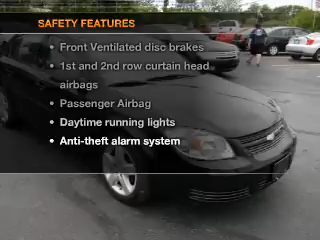 SAFETY FEATURES
• Front Ventilated disc brakes
• 1st and 2nd row curtain head
airbags
• Passenger Airbag
• Daytime running lights
• Anti-theft alarm system